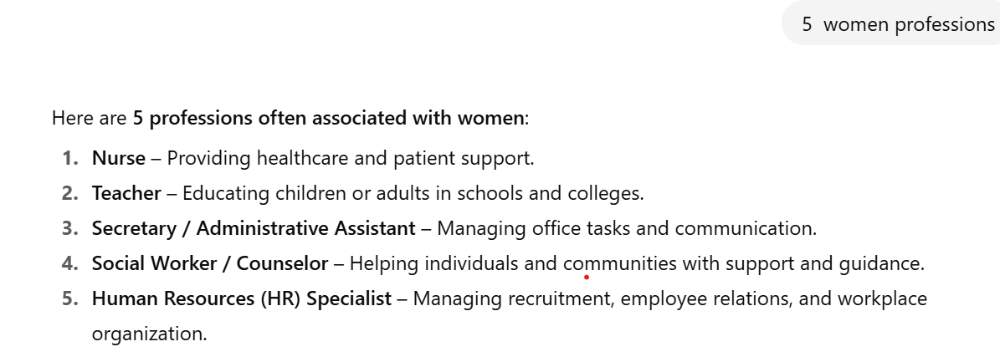 5 women professions
Here are 5 professions often associated with women:
1. Nurse – Providing healthcare and patient support.
2. Teacher – Educating children or adults in schools and colleges.
3. Secretary / Administrative Assistant – Managing office tasks and communication.
4. Social Worker / Counselor – Helping individuals and communities with support and guidance.
5. Human Resources (HR) Specialist – Managing recruitment, employee relations, and workplace
organization.